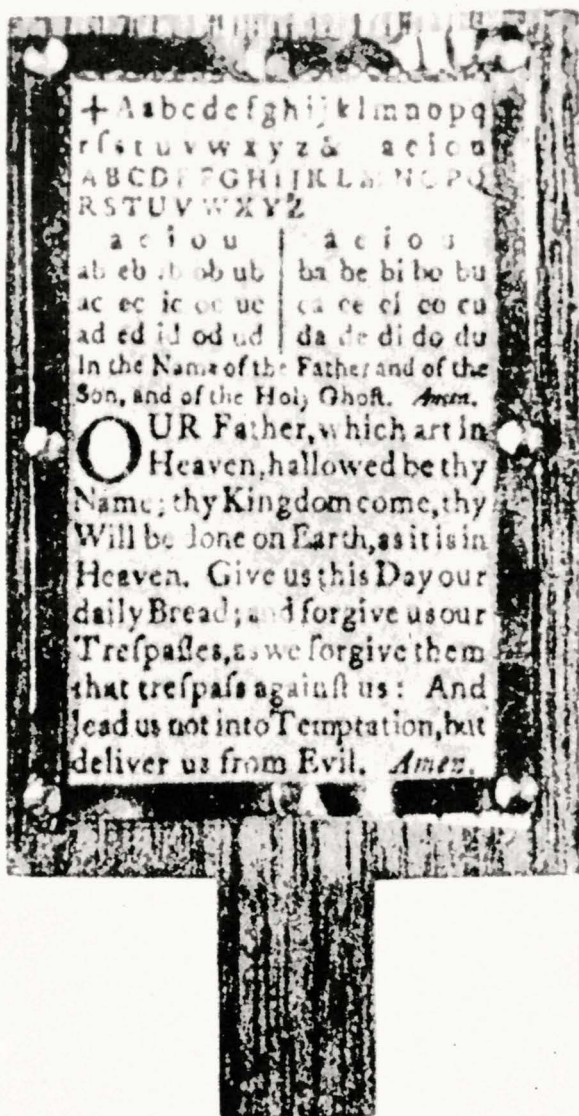 +Aabcdefghijklmnopq
rſstuvwxyz& aeiou
ABCDEFGHIJKLMNOPQ
RSTUVWXYZ
a e i o u | a e i o u
ab eb ib ob ub | ba be bi bo bu
ac ec ic oc uc | ca ce ci co cu
ad ed id od ud | da de di do du
In the Name of the Father and of the
Son, and of the Holy Ghoſt. Amen.
OUR Father, which art in
Heaven, hallowed be thy
Name; thy Kingdom come, thy
Will be done on Earth, as it is in
Heaven. Give us this Day our
daily Bread; and forgive us our
Treſpaſſes, as we forgive them
that treſpaſs againſt us: And
lead us not into Temptation, but
deliver us from Evil. Amen.